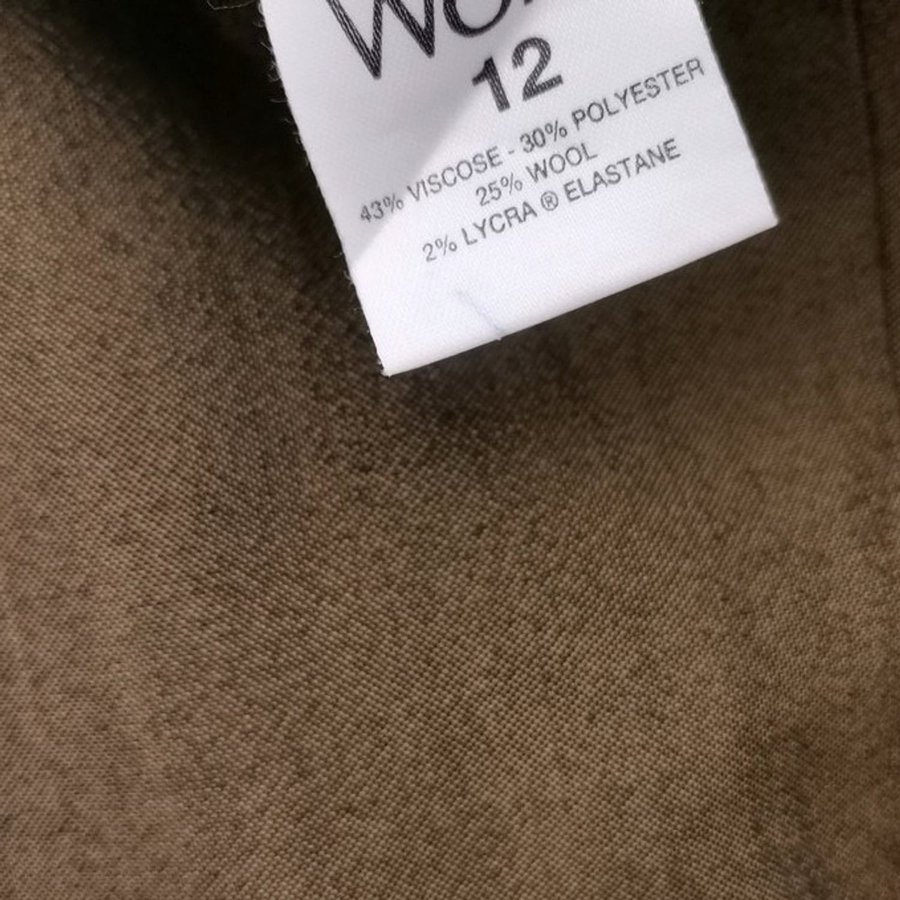 12
43% VISCOSE - 30% POLYESTER
25% WOOL
2% LYCRA ® ELASTANE